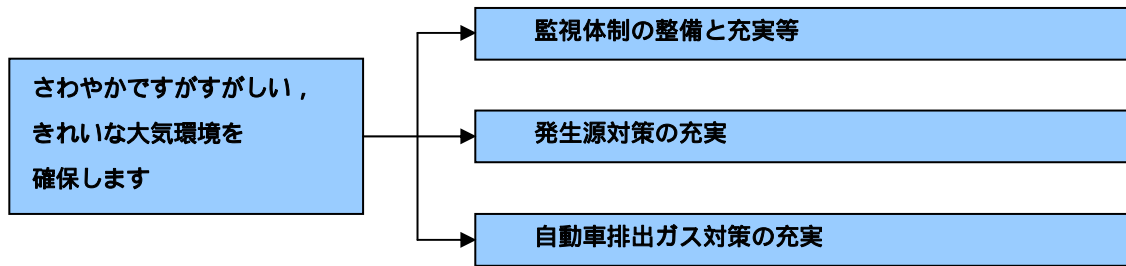 さわやかですがすがしい，
きれいな大気環境を
確保します
監視体制の整備と充実等
発生源対策の充実
自動車排出ガス対策の充実